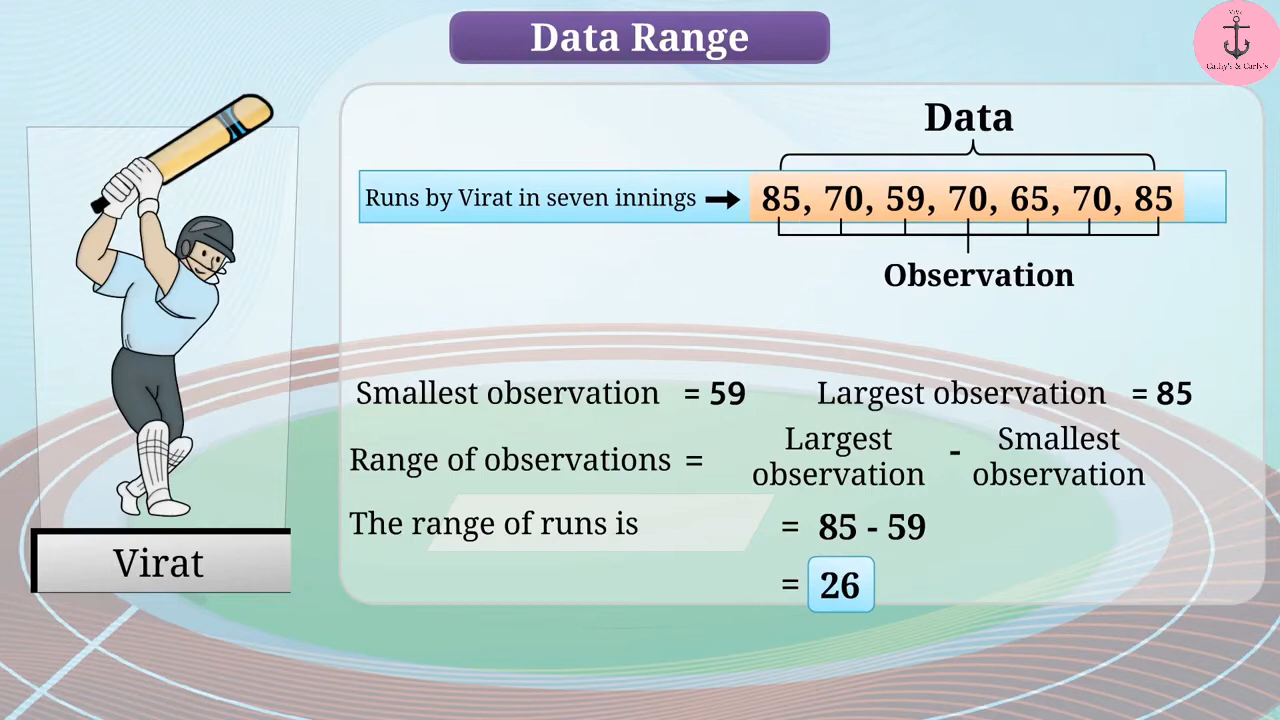 Data Range
Cathy's & Carly's
Data
Runs by Virat in seven innings → 85, 70, 59, 70, 65, 70, 85
Observation
Smallest observation = 59 Largest observation = 85
Range of observations = Largest observation - Smallest observation
The range of runs is = 85 - 59
= 26
Virat